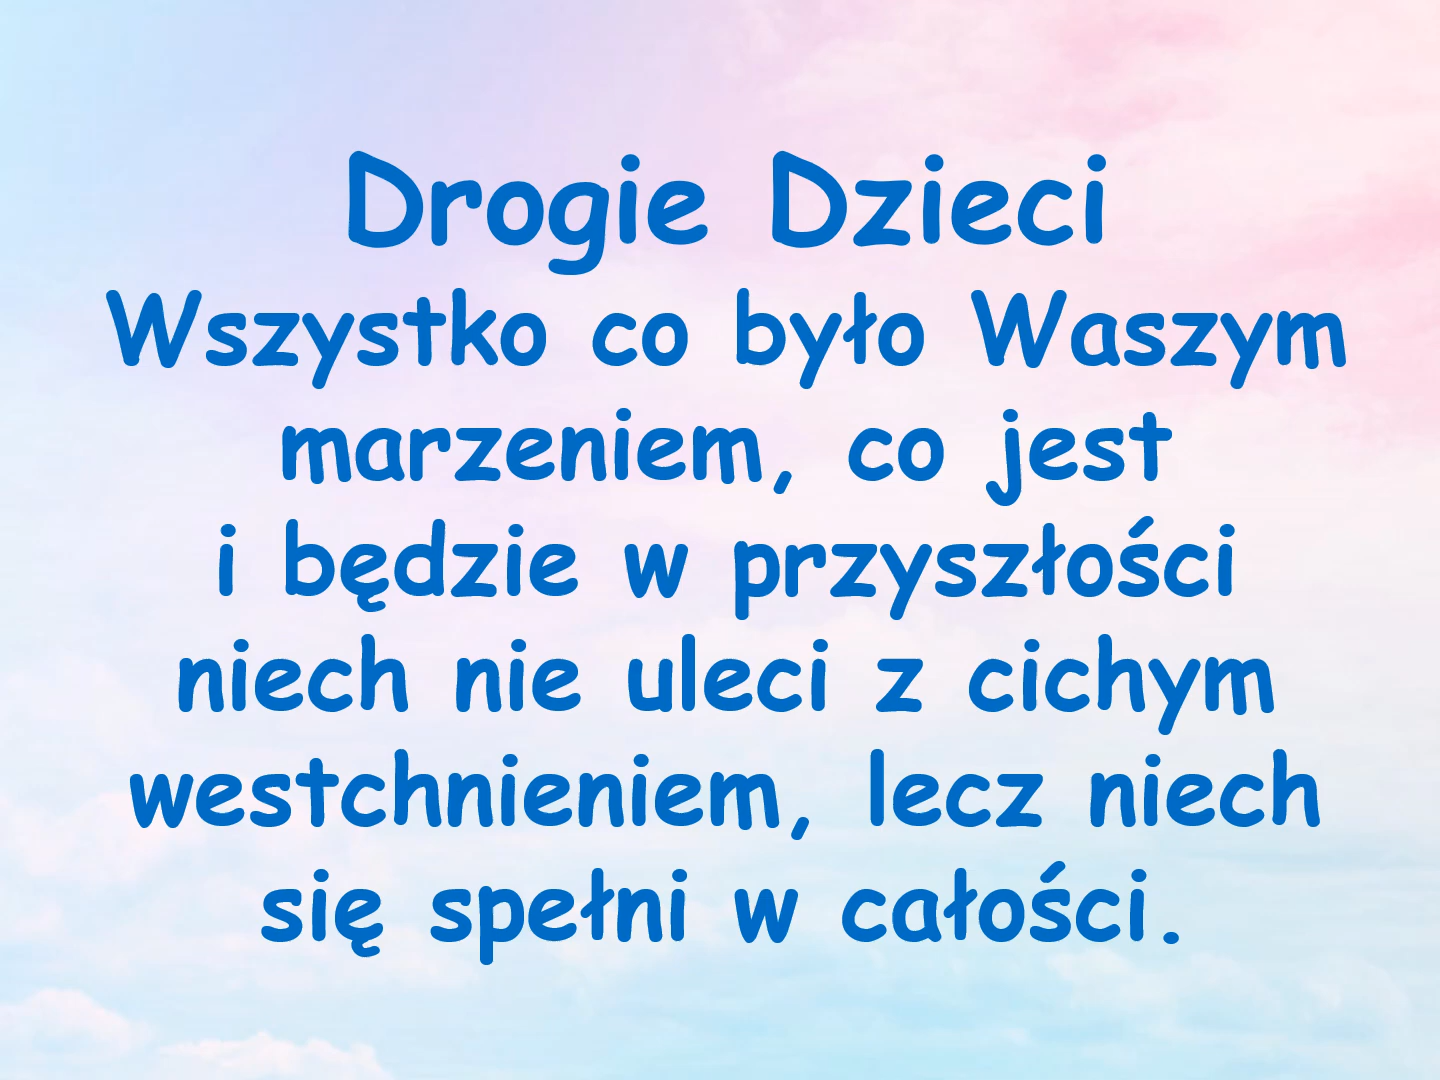 Drogie Dzieci
Wszystko co było Waszym
marzeniem, co jest
i będzie w przyszłości
niech nie uleci z cichym
westchnieniem, lecz niech
się spełni w całości.